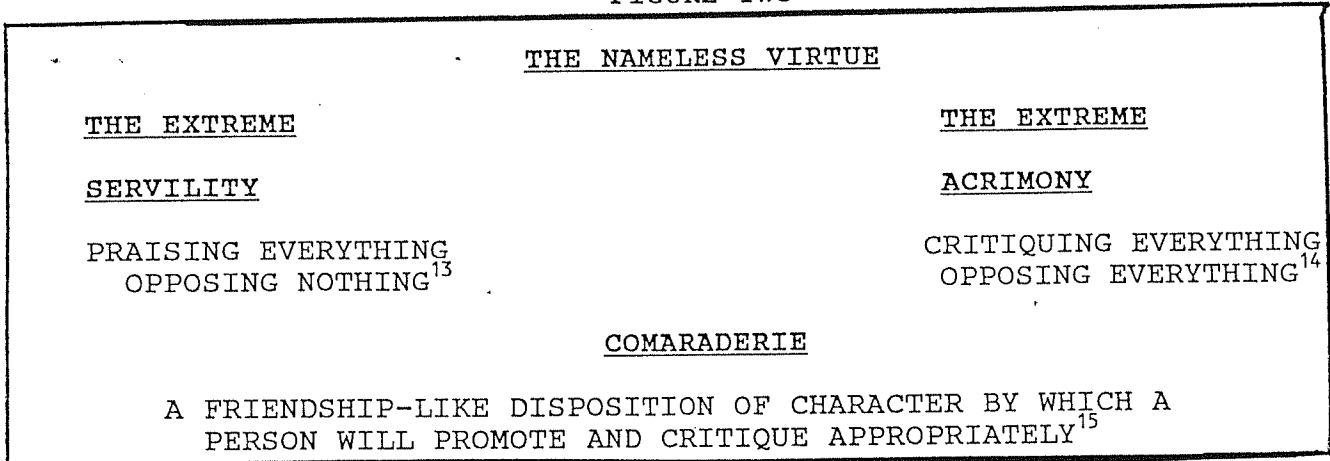 THE NAMELESS VIRTUE
THE EXTREME THE EXTREME
SERVILITY ACRIMONY
PRAISING EVERYTHING CRITIQUING EVERYTHING
OPPOSING NOTHING13 OPPOSING EVERYTHING14
COMARADERIE
A FRIENDSHIP-LIKE DISPOSITION OF CHARACTER BY WHICH A
PERSON WILL PROMOTE AND CRITIQUE APPROPRIATELY15